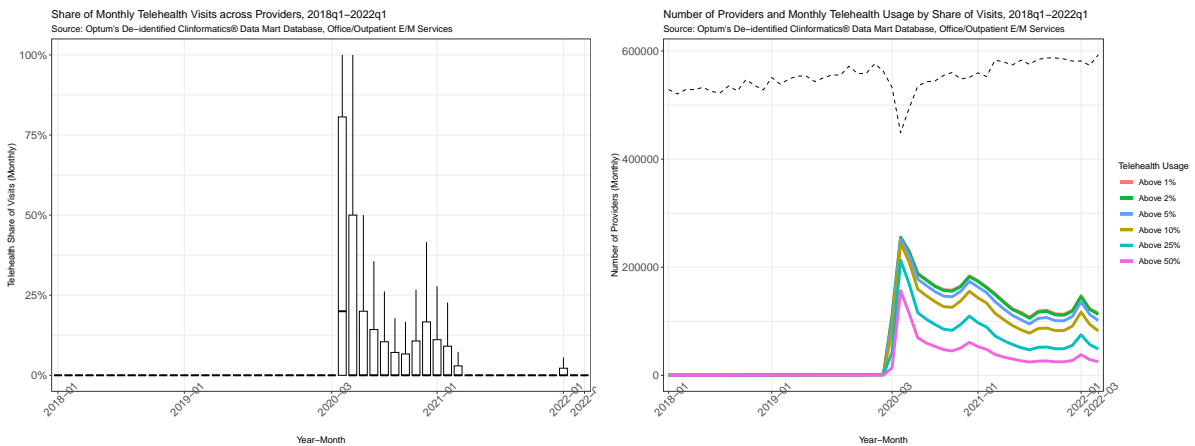 Share of Monthly Telehealth Visits across Providers, 2018q1−2022q1
Source: Optum's De−identified Clinformatics® Data Mart Database, Office/Outpatient E/M Services
100%
75%
50%
25%
0%
Telehealth Share of Visits (Monthly)
2018−01
2019−01
2020−03
2021−01
2022−01
Year−Month
Number of Providers and Monthly Telehealth Usage by Share of Visits, 2018q1−2022q1
Source: Optum's De−identified Clinformatics® Data Mart Database, Office/Outpatient E/M Services
600000
400000
200000
0
Number of Providers (Monthly)
2018−01
2019−01
2020−03
2021−01
2022−01
2022−03
Year−Month
Telehealth Usage
Above 1%
Above 2%
Above 5%
Above 10%
Above 25%
Above 50%